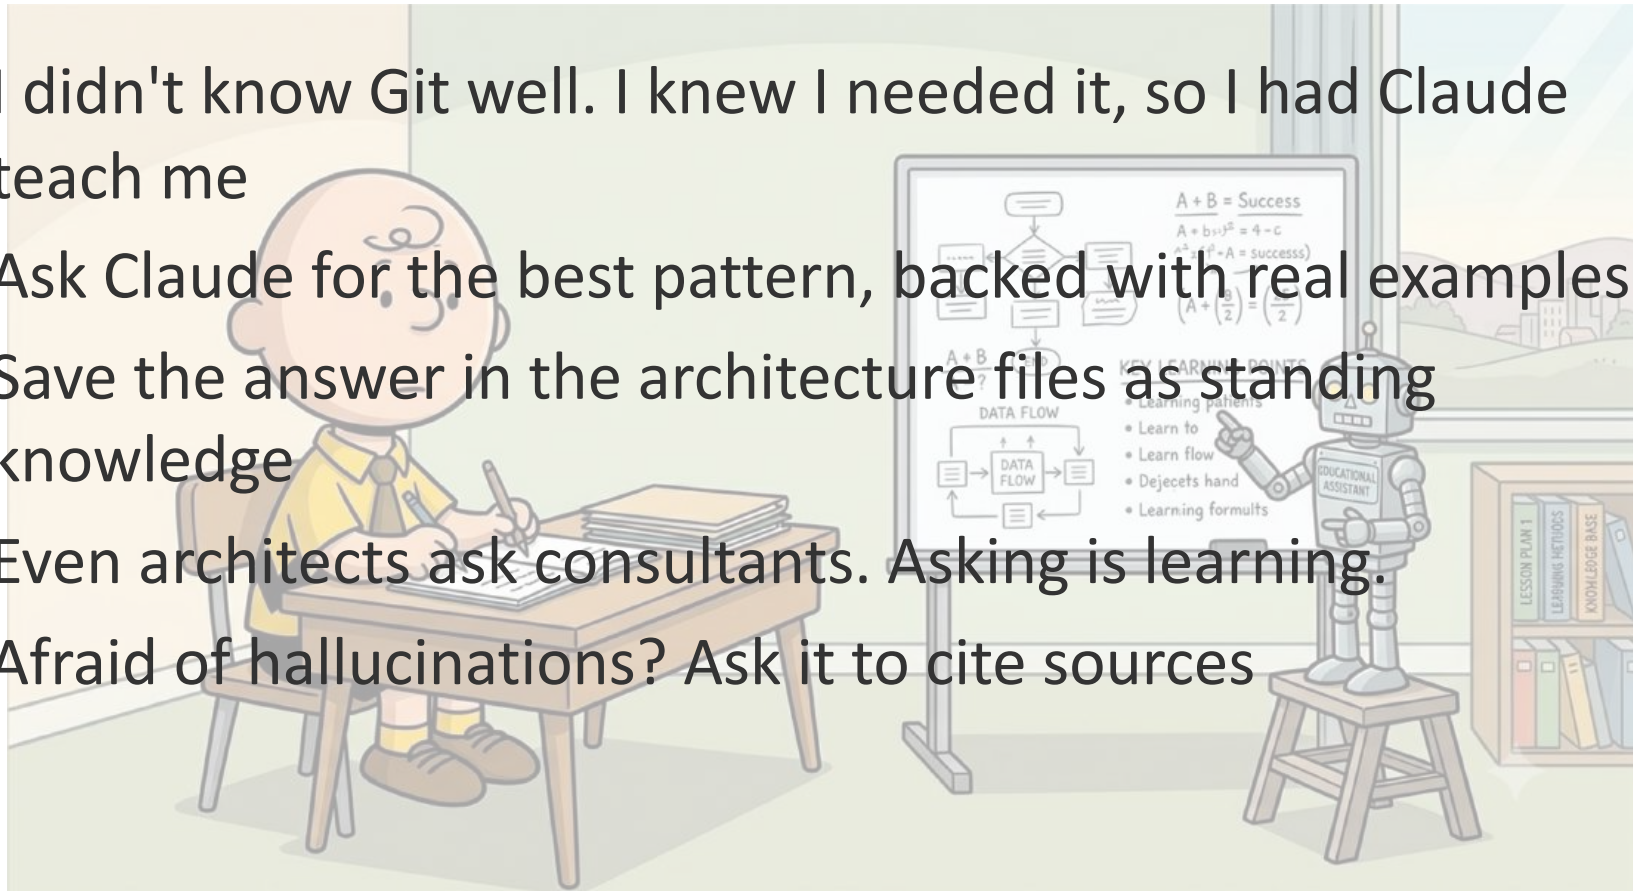 I didn't know Git well. I knew I needed it, so I had Claude
teach me
Ask Claude for the best pattern, backed with real examples
Save the answer in the architecture files as standing
knowledge
Even architects ask consultants. Asking is learning.
Afraid of hallucinations? Ask it to cite sources
A + B = Success
= 4 - c
A + B
KEY LEARNING POINTS
DATA FLOW
DATA
FLOW
• Learning patients
• Learn to
• Learn flow
• Dejecets hand
• Learning formults
EDUCATIONAL
ASSISTANT
LESSON PLAN 1
KNOWLEDGE BASE